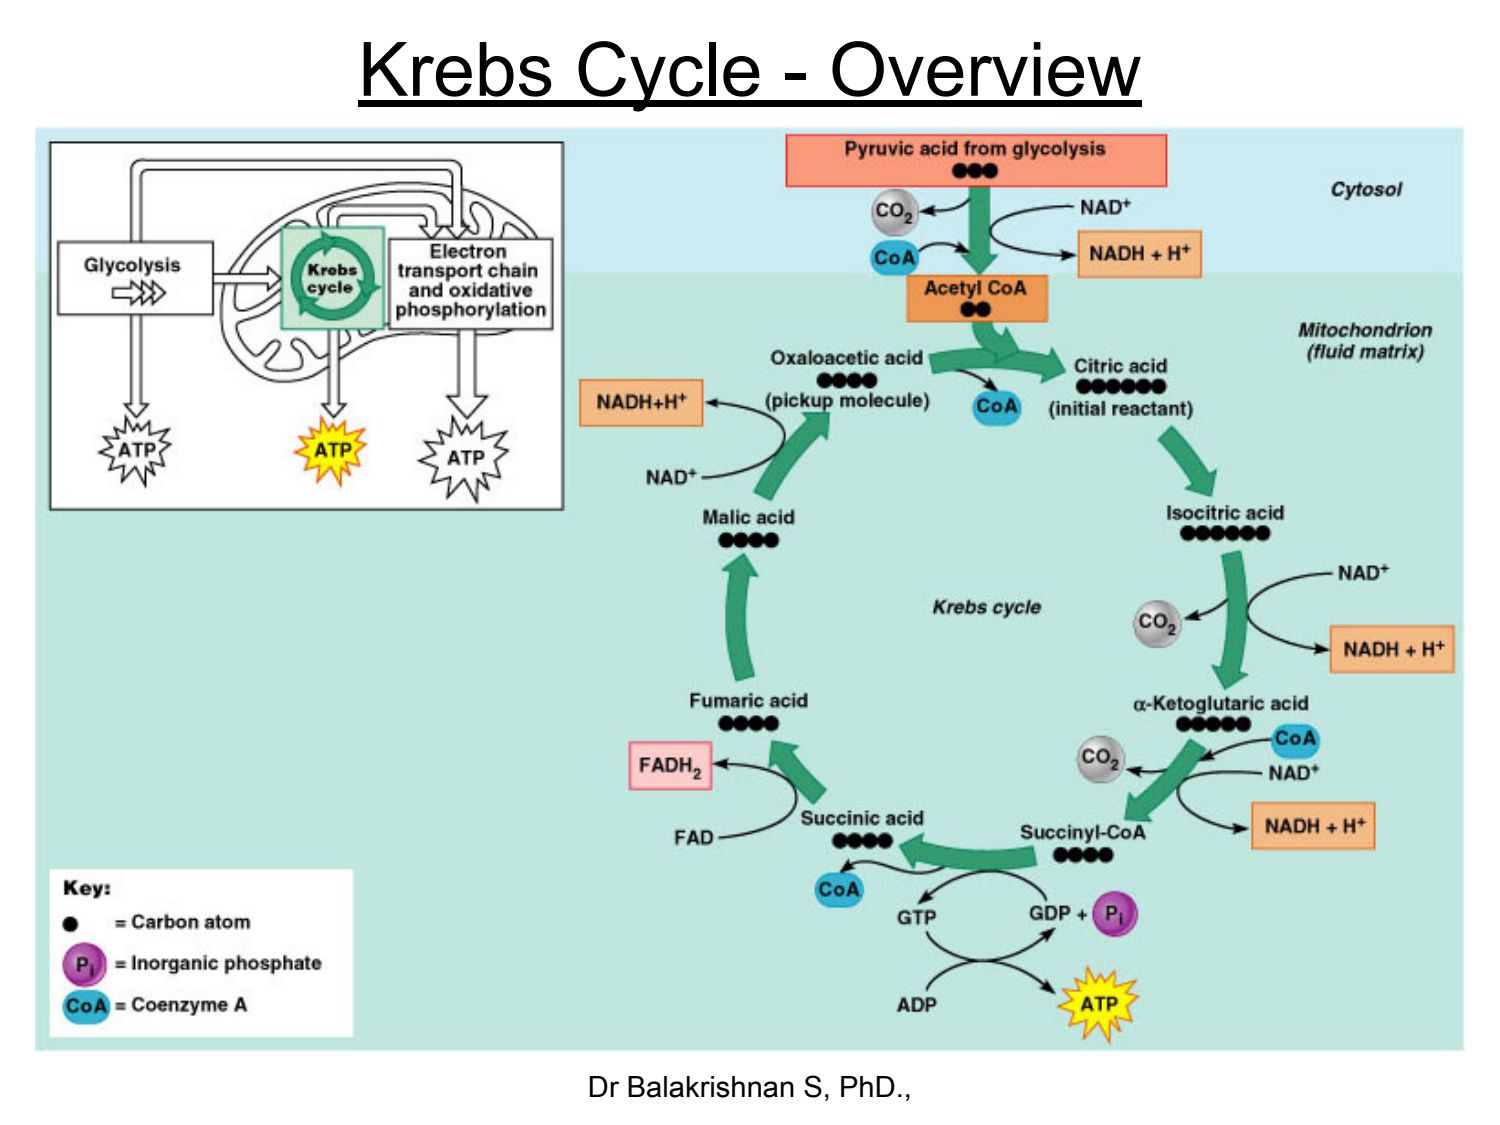 Krebs Cycle - Overview
Glycolysis
Krebs
cycle
Electron
transport chain
and oxidative
phosphorylation
ATP
ATP
ATP
Pyruvic acid from glycolysis
Cytosol
CO2
NAD+
CoA
NADH + H+
Acetyl CoA
Mitochondrion
(fluid matrix)
Oxaloacetic acid
(pickup molecule)
CoA
Citric acid
(initial reactant)
NADH+H+
NAD+
Malic acid
Isocitric acid
NAD+
Krebs cycle
CO2
NADH + H+
Fumaric acid
α-Ketoglutaric acid
CoA
CO2
NAD+
FADH2
NADH + H+
FAD
Succinic acid
Succinyl-CoA
CoA
GTP
GDP + Pi
ADP
ATP
Key:
= Carbon atom
Pi = Inorganic phosphate
CoA = Coenzyme A
Dr Balakrishnan S, PhD.,